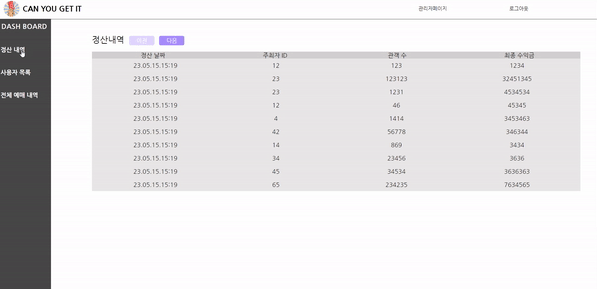 CAN YOU GET IT
관리자페이지 로그아웃
DASH BOARD
정산 내역
사용자 목록
전체 예매 내역
정산내역 이전 다음
정산 날짜 주최자 ID 관객 수 최종 수익금
23.05.15.15:19 12 123 1234
23.05.15.15:19 23 123123 32451345
23.05.15.15:19 23 1231 4534534
23.05.15.15:19 12 46 45345
23.05.15.15:19 4 1414 3453463
23.05.15.15:19 42 56778 346344
23.05.15.15:19 14 869 3434
23.05.15.15:19 34 23456 3636
23.05.15.15:19 45 34534 3636363
23.05.15.15:19 65 234235 7634565